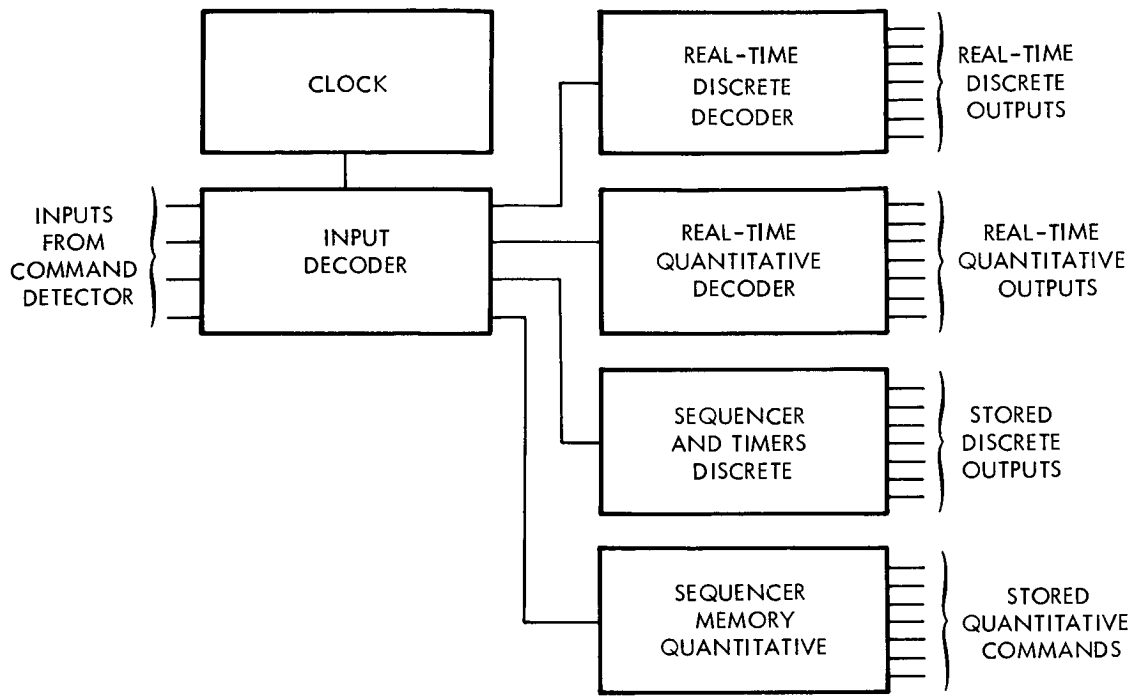 CLOCK
REAL-TIME
DISCRETE
DECODER
REAL-TIME
DISCRETE
OUTPUTS
INPUTS
FROM
COMMAND
DETECTOR
INPUT
DECODER
REAL-TIME
QUANTITATIVE
DECODER
REAL-TIME
QUANTITATIVE
OUTPUTS
SEQUENCER
AND TIMERS
DISCRETE
STORED
DISCRETE
OUTPUTS
SEQUENCER
MEMORY
QUANTITATIVE
STORED
QUANTITATIVE
COMMANDS